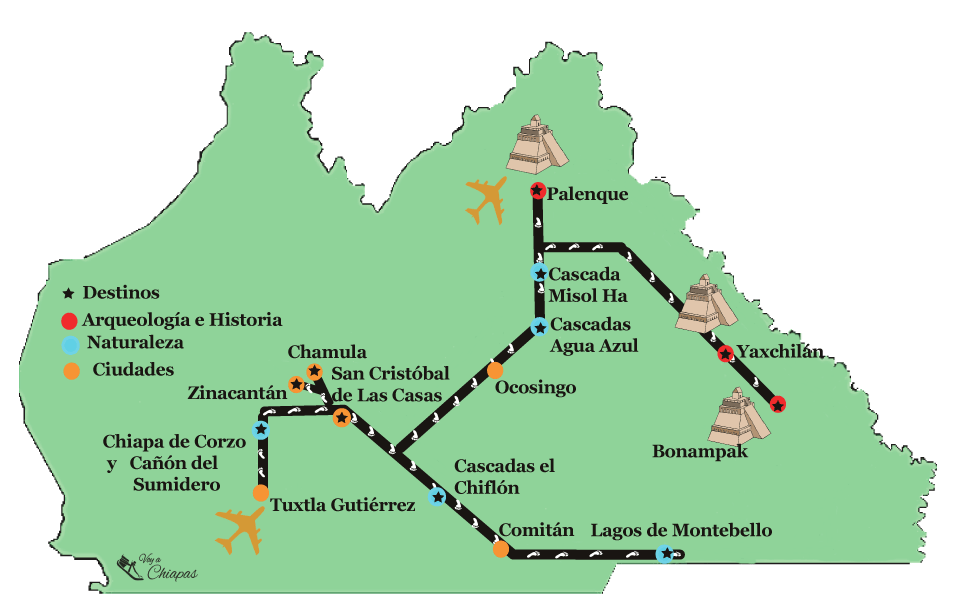 Palenque
Cascada
Misol Ha
Destinos
Arqueología e Historia
Naturaleza
Ciudades
Cascadas
Agua Azul
Yaxchilán
Chamula
San Cristóbal
de Las Casas
Zinacantán
Ocosingo
Chiapa de Corzo
y Cañón del
Sumidero
Bonampak
Cascadas el
Chiflón
Tuxtla Gutiérrez
Comitán
Lagos de Montebello
Voy a
Chiapas